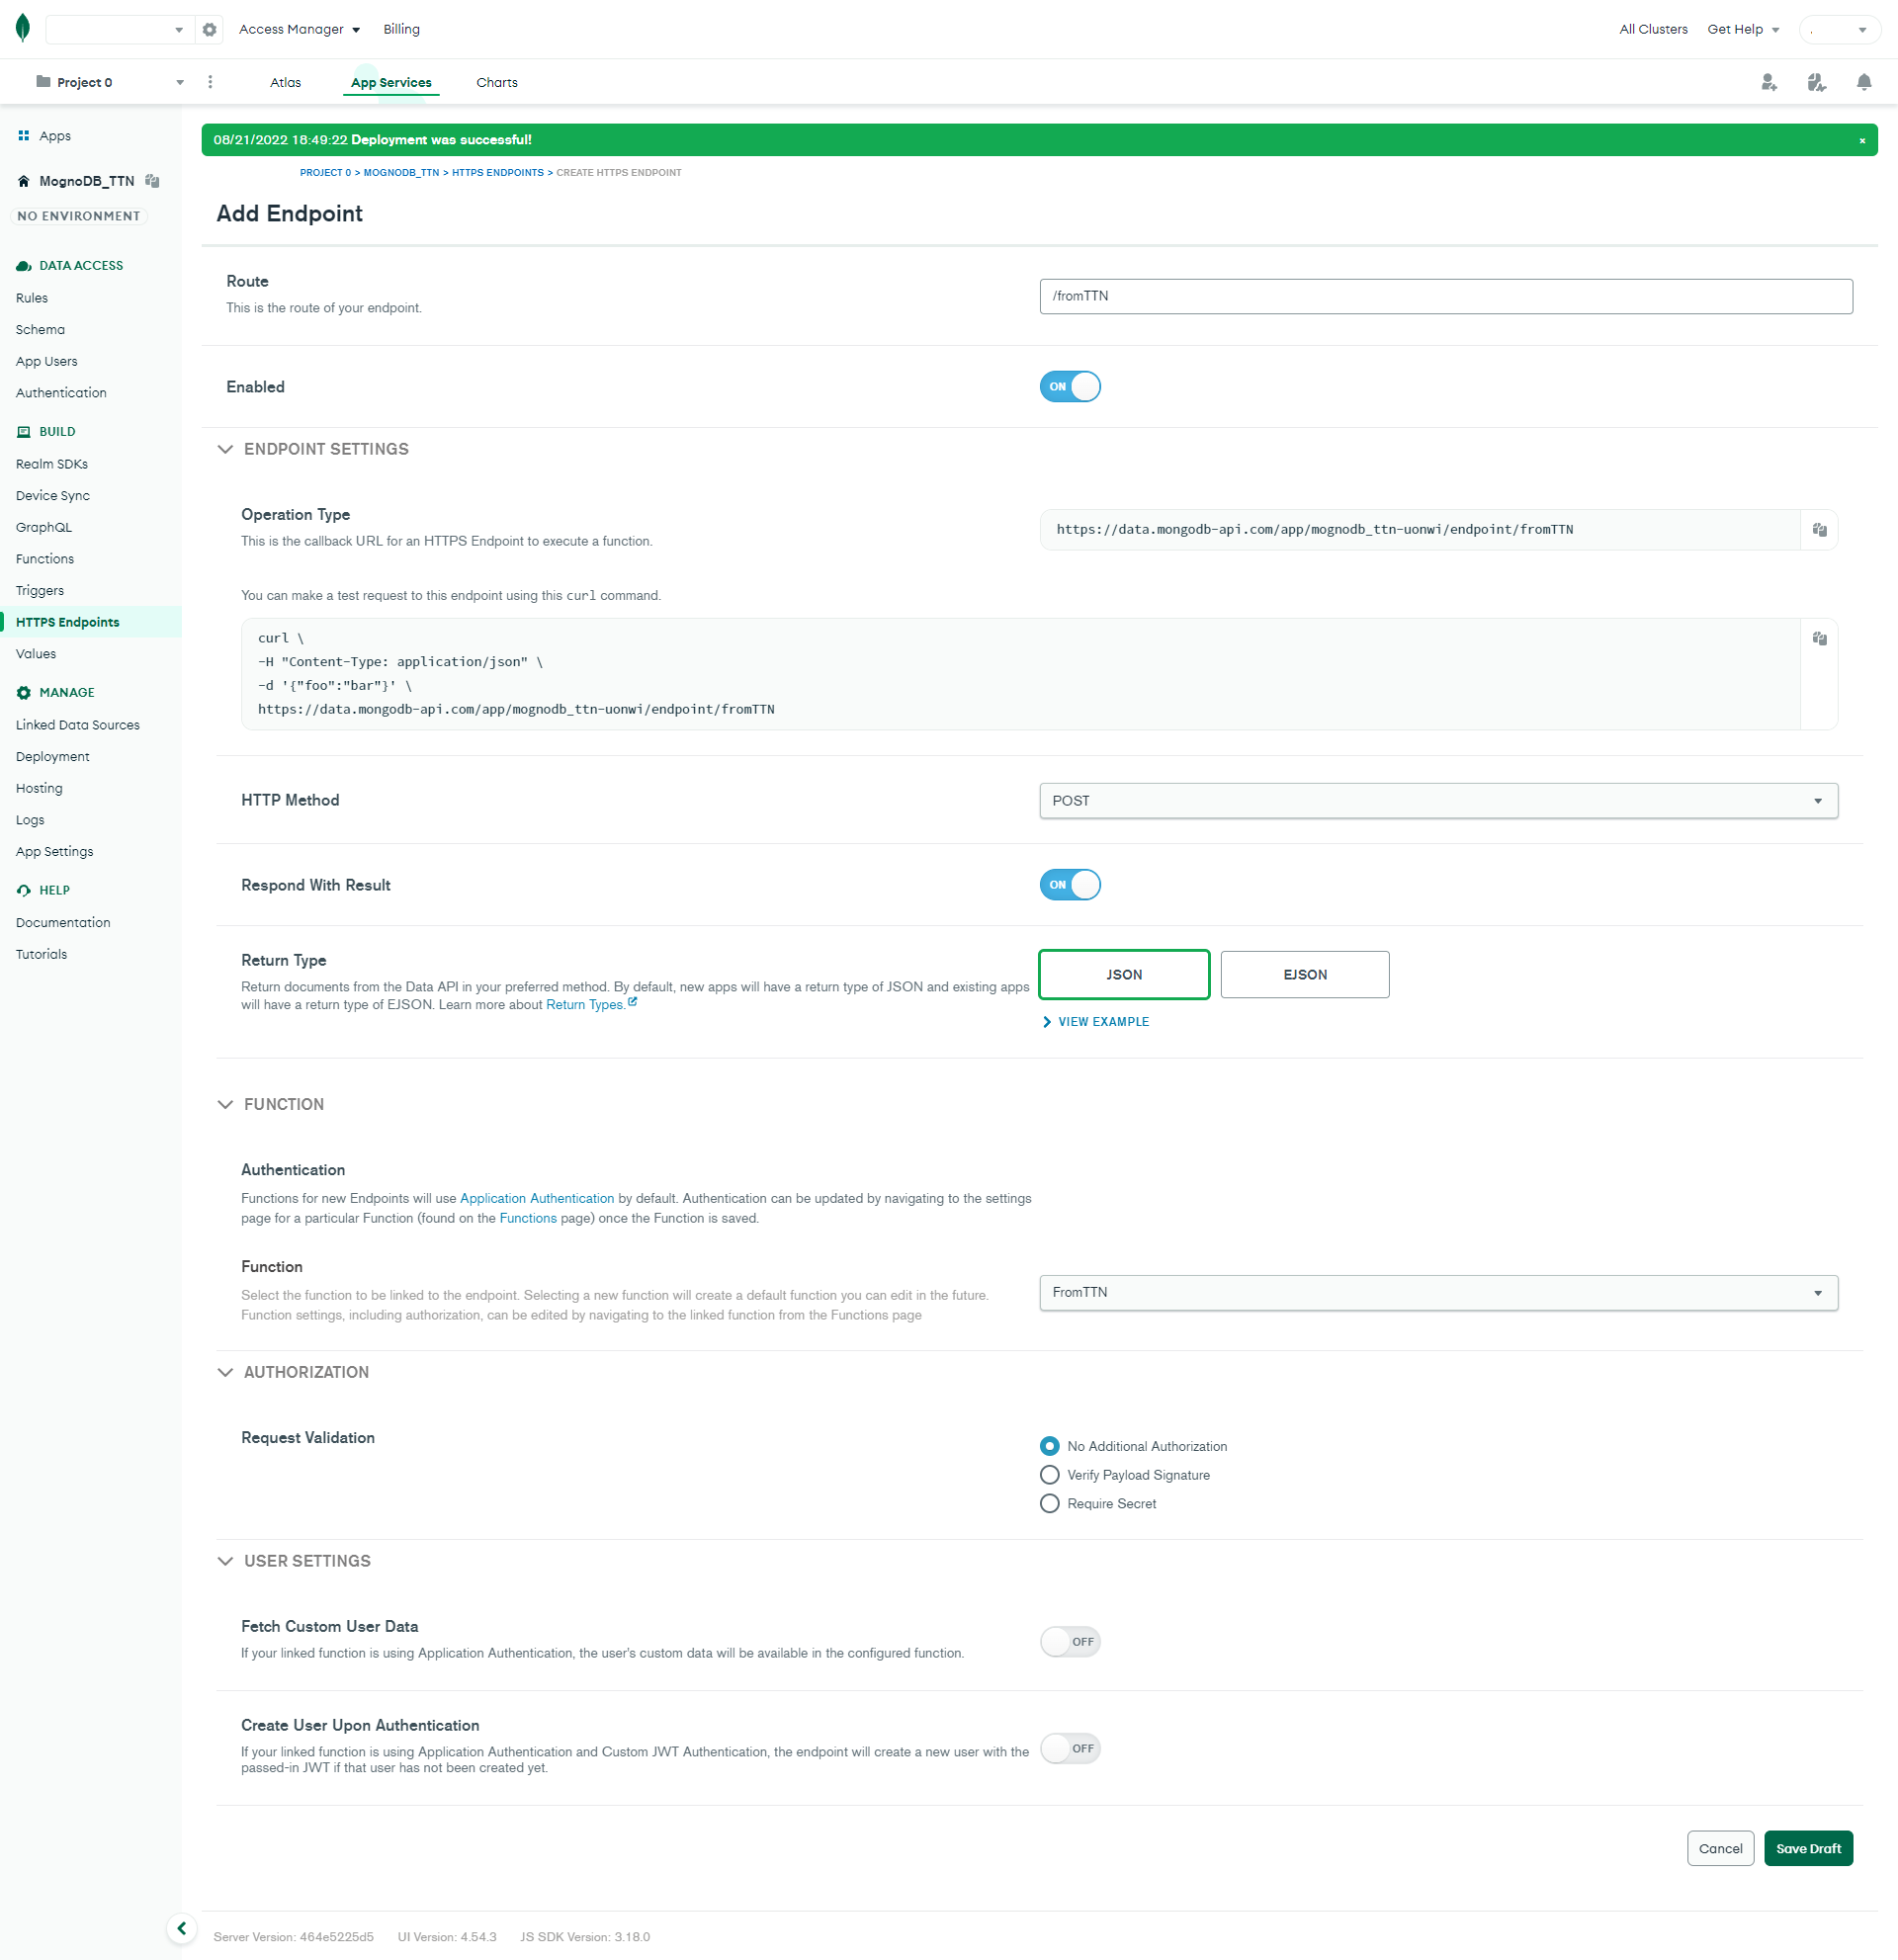 Access Manager
Billing
All Clusters
Get Help
Project 0
Atlas
App Services
Charts
Apps
MognoDB_TTN
NO ENVIRONMENT
DATA ACCESS
Rules
Schema
App Users
Authentication
BUILD
Realm SDKs
Device Sync
GraphQL
Functions
Triggers
HTTPS Endpoints
Values
MANAGE
Linked Data Sources
Deployment
Hosting
Logs
App Settings
HELP
Documentation
Tutorials
08/21/2022 18:49:22 Deployment was successful!
PROJECT 0 > MOGNODB_TTN > HTTPS ENDPOINTS > CREATE HTTPS ENDPOINT
Add Endpoint
Route
This is the route of your endpoint.
/fromTTN
Enabled
ON
ENDPOINT SETTINGS
Operation Type
This is the callback URL for an HTTPS Endpoint to execute a function.
https://data.mongodb-api.com/app/mognodb_ttn-uonwi/endpoint/fromTTN
You can make a test request to this endpoint using this curl command.
curl \
-H "Content-Type: application/json" \
-d '{"foo":"bar"}' \
https://data.mongodb-api.com/app/mognodb_ttn-uonwi/endpoint/fromTTN
HTTP Method
POST
Respond With Result
ON
Return Type
Return documents from the Data API in your preferred method. By default, new apps will have a return type of JSON and existing apps
will have a return type of EJSON. Learn more about Return Types.
JSON
EJSON
VIEW EXAMPLE
FUNCTION
Authentication
Functions for new Endpoints will use Application Authentication by default. Authentication can be updated by navigating to the settings
page for a particular Function (found on the Functions page) once the Function is saved.
Function
Select the function to be linked to the endpoint. Selecting a new function will create a default function you can edit in the future.
Function settings, including authorization, can be edited by navigating to the linked function from the Functions page
FromTTN
AUTHORIZATION
Request Validation
No Additional Authorization
Verify Payload Signature
Require Secret
USER SETTINGS
Fetch Custom User Data
If your linked function is using Application Authentication, the user's custom data will be available in the configured function.
OFF
Create User Upon Authentication
If your linked function is using Application Authentication and Custom JWT Authentication, the endpoint will create a new user with the
passed-in JWT if that user has not been created yet.
OFF
Cancel
Save Draft
Server Version: 464e5225d5
UI Version: 4.54.3
JS SDK Version: 3.18.0